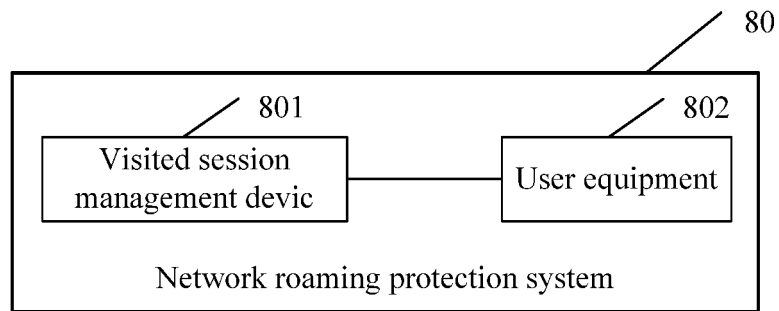 80
801
802
Visited session
management devic
User equipment
Network roaming protection system